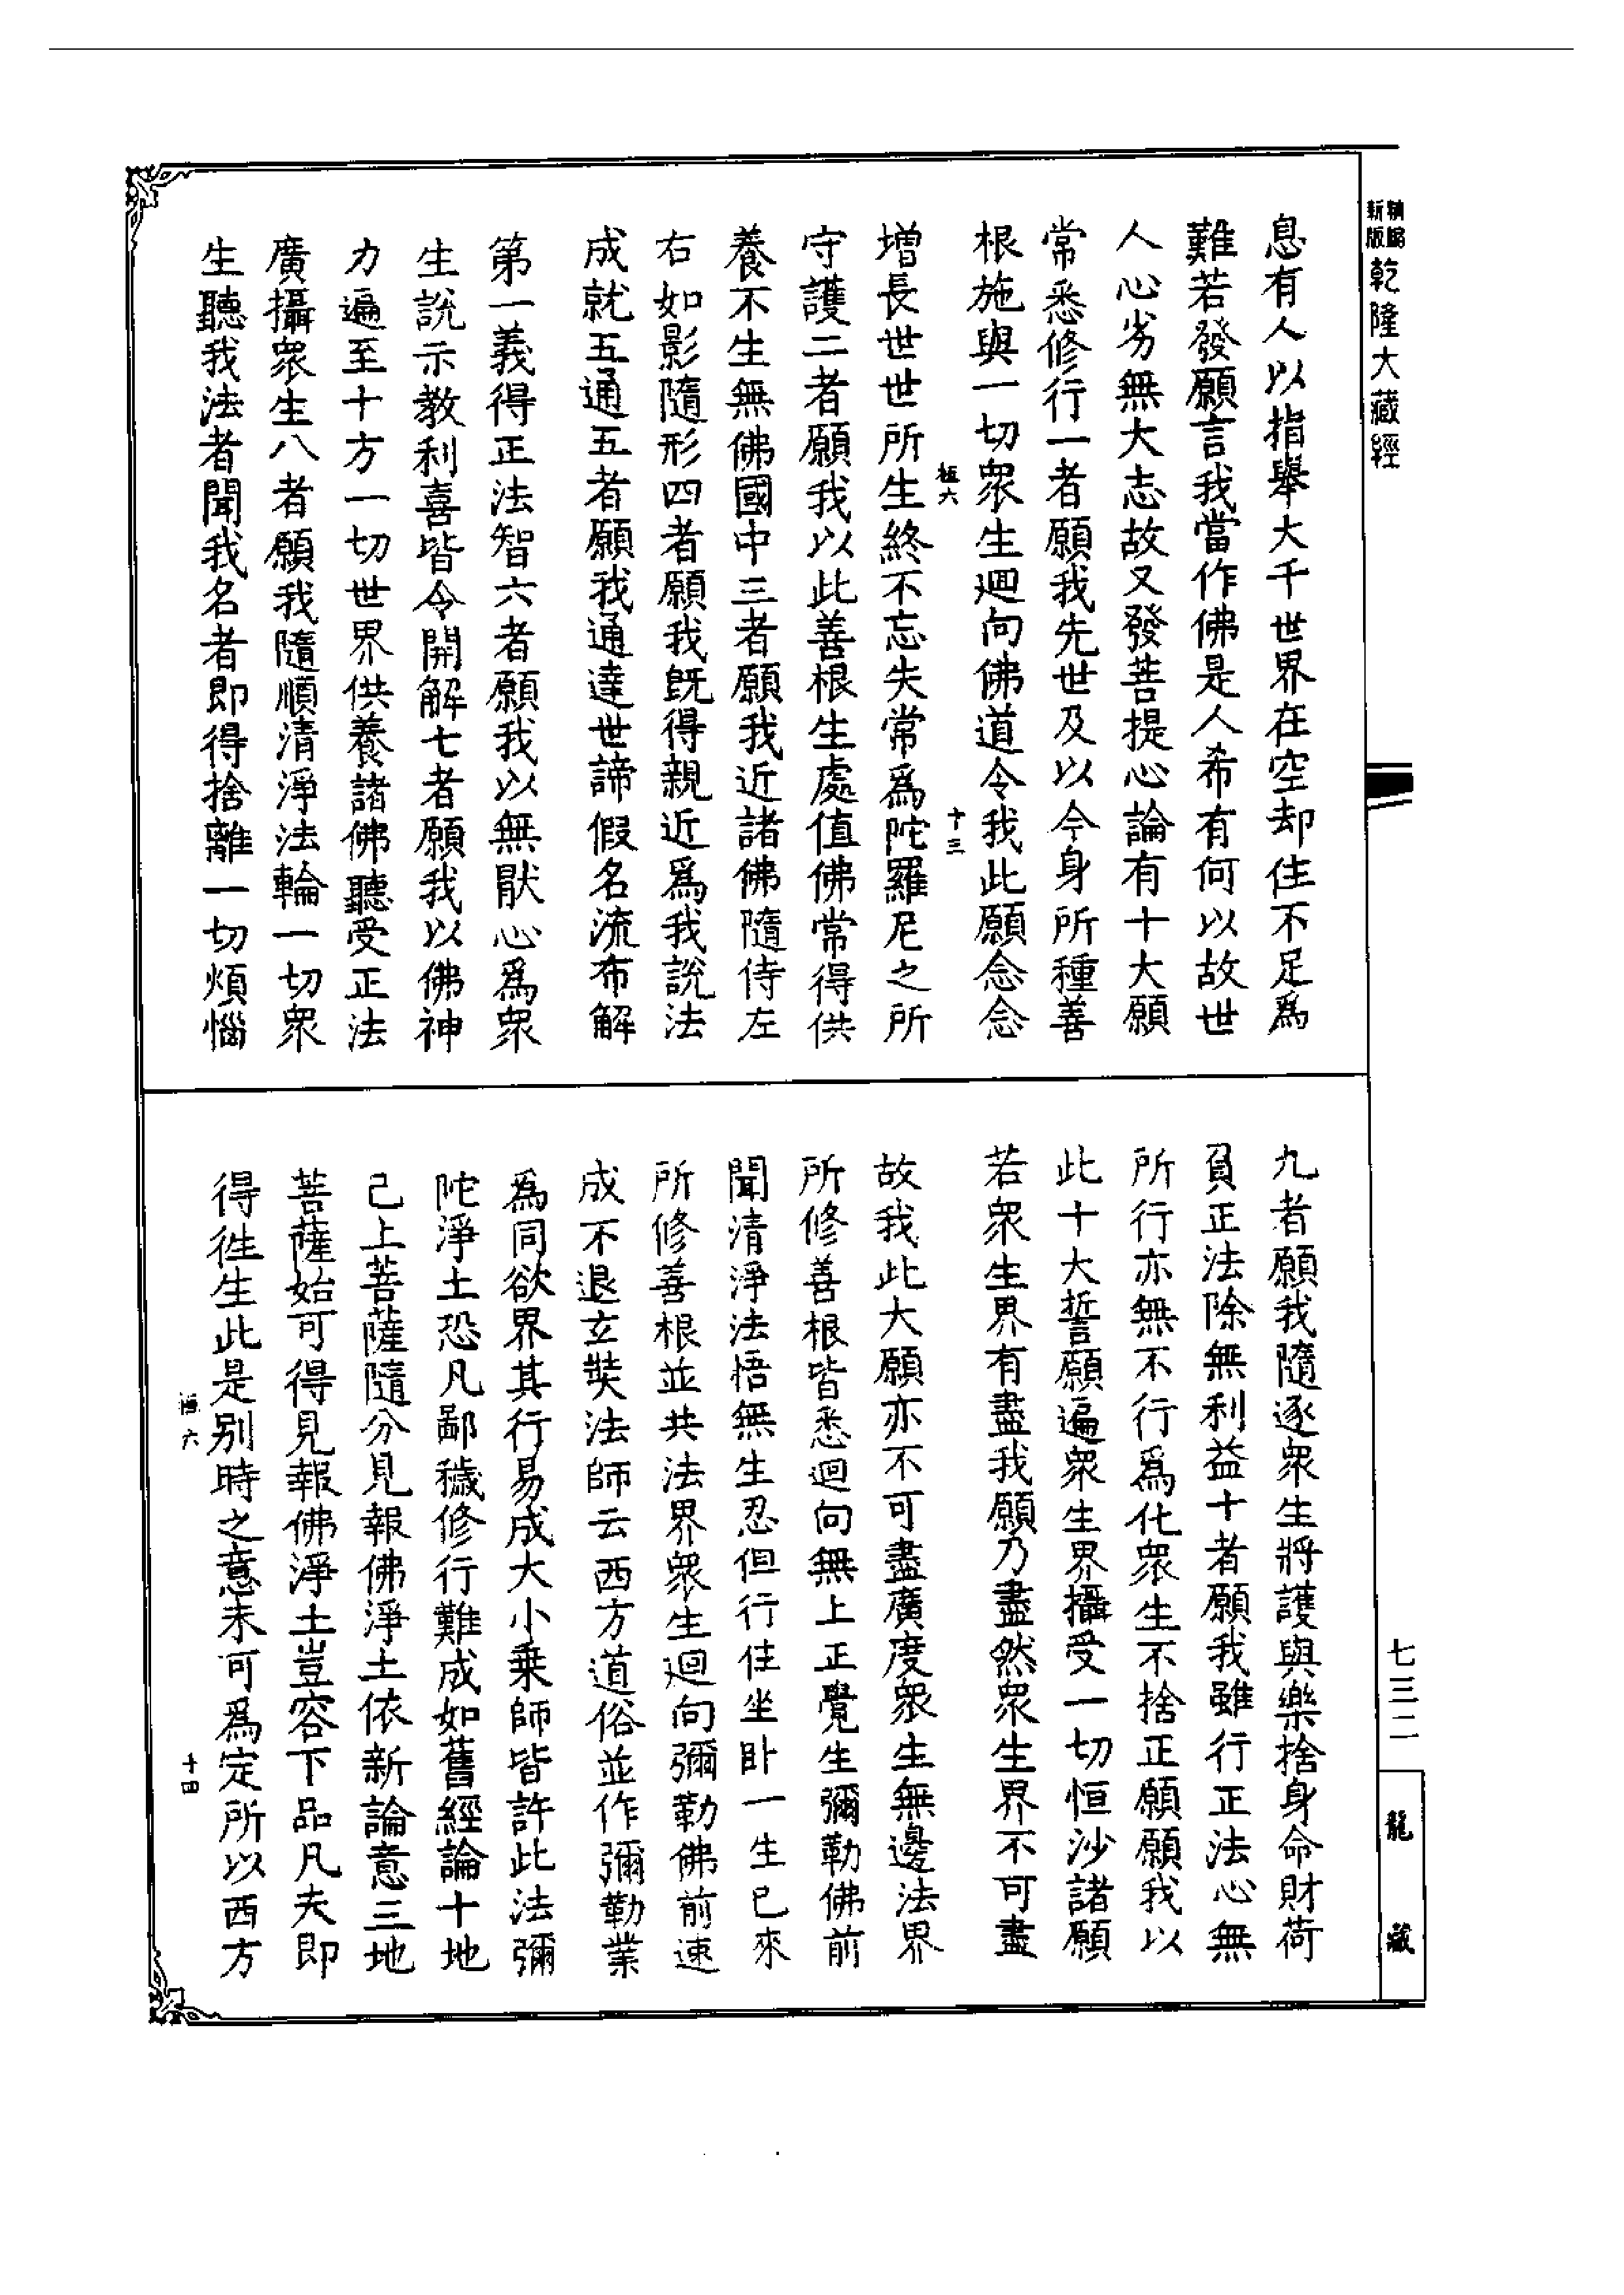 新編
新版
乾隆大藏經
息有人以指舉大千世界在空却住不足爲
難若發願言我當作佛是人希有何以故世
人心劣無大志故又發菩提心論有十大願
常悉修行一者願我先世及以今身所種善
根施與一切衆生迴向佛道令我此願念念
十三
增長世世所生終不忘失常爲陀羅尼之所
守護二者願我以此善根生處值佛常得供
養不生無佛國中三者願我近諸佛隨侍左
右如影隨形四者願我既得親近爲我說法
成就五通五者願我通達世諦假名流布解
第一義得正法智六者願我以無猒心爲衆
生說示教利喜皆令開解七者願我以佛神
力遍至十方一切世界供養諸佛聽受正法
廣攝衆生八者願我隨順清淨法輪一切衆
生聽我法者聞我名者即得捨離一切煩惱
九者願我隨逐衆生將護與樂捨身命財荷
負正法除無利益十者願我雖行正法心無
所行亦無不行爲化衆生不捨正願願我以
此十大誓願遍衆生界攝受一切恒沙諸願
若衆生界有盡我願乃盡然衆生界不可盡
故我此大願亦不可盡廣度衆生無邊法界
所修善根皆悉迴向無上正覺生彌勒佛前
聞清淨法悟無生忍但行住坐卧一生已來
所修善根並共法界衆生迴向彌勒佛前速
成不退玄奘法師云西方道俗並作彌勒業
爲同欲界其行易成大小乗師皆許此法彌
陀淨土恐凡鄙穢修行難成如舊經論十地
已上菩薩隨分見報佛淨土依新論意三地
菩薩始可得見報佛淨土豈容下品凡夫即
得徃生此是別時之意未可爲定所以西方
十四
七三二
龍藏